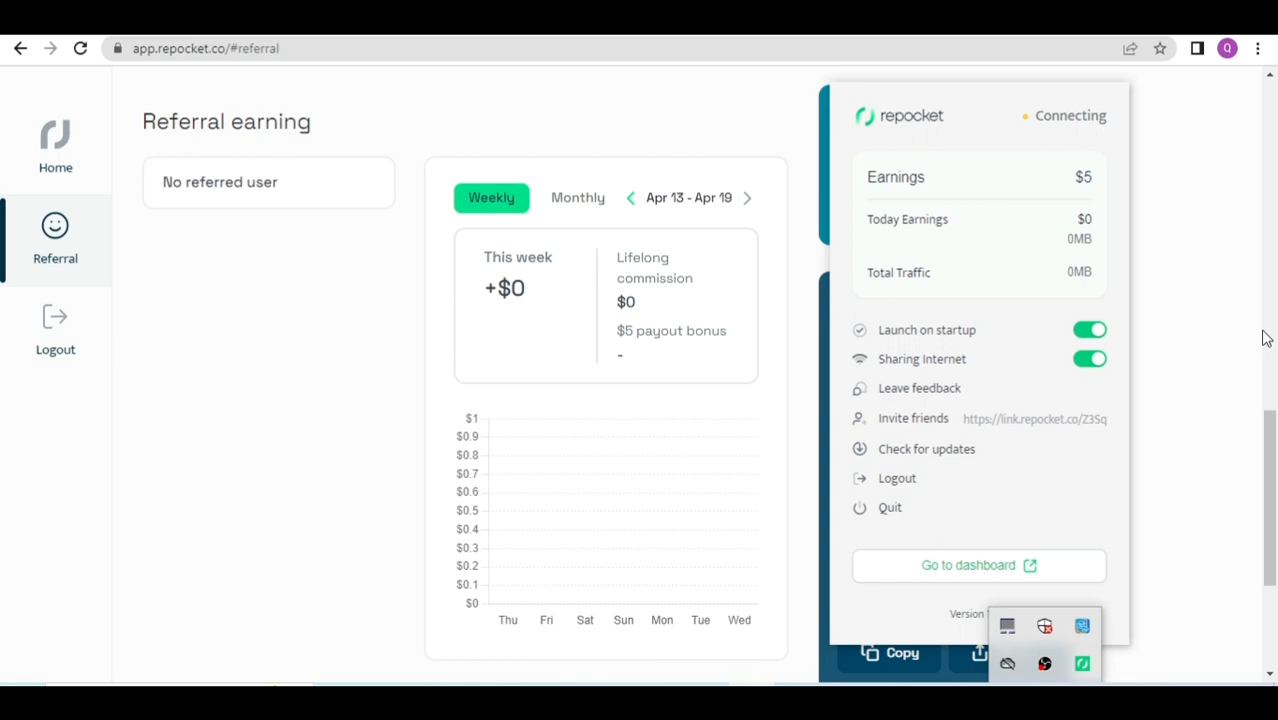 app.repocket.co/#referral
Q
Home
Referral
Logout
Referral earning
No referred user
Weekly
Monthly
Apr 13 - Apr 19
This week
+$0
Lifelong
commission
$0
$5 payout bonus
-
$1
$0.9
$0.8
$0.7
$0.6
$0.5
$0.4
$0.3
$0.2
$0.1
$0
Thu Fri Sat Sun Mon Tue Wed
repocket
Connecting
Earnings $5
Today Earnings $0
0MB
Total Traffic 0MB
Launch on startup
Sharing Internet
Leave feedback
Invite friends https://link.repocket.co/Z3Sq
Check for updates
Logout
Quit
Go to dashboard
Version
Copy